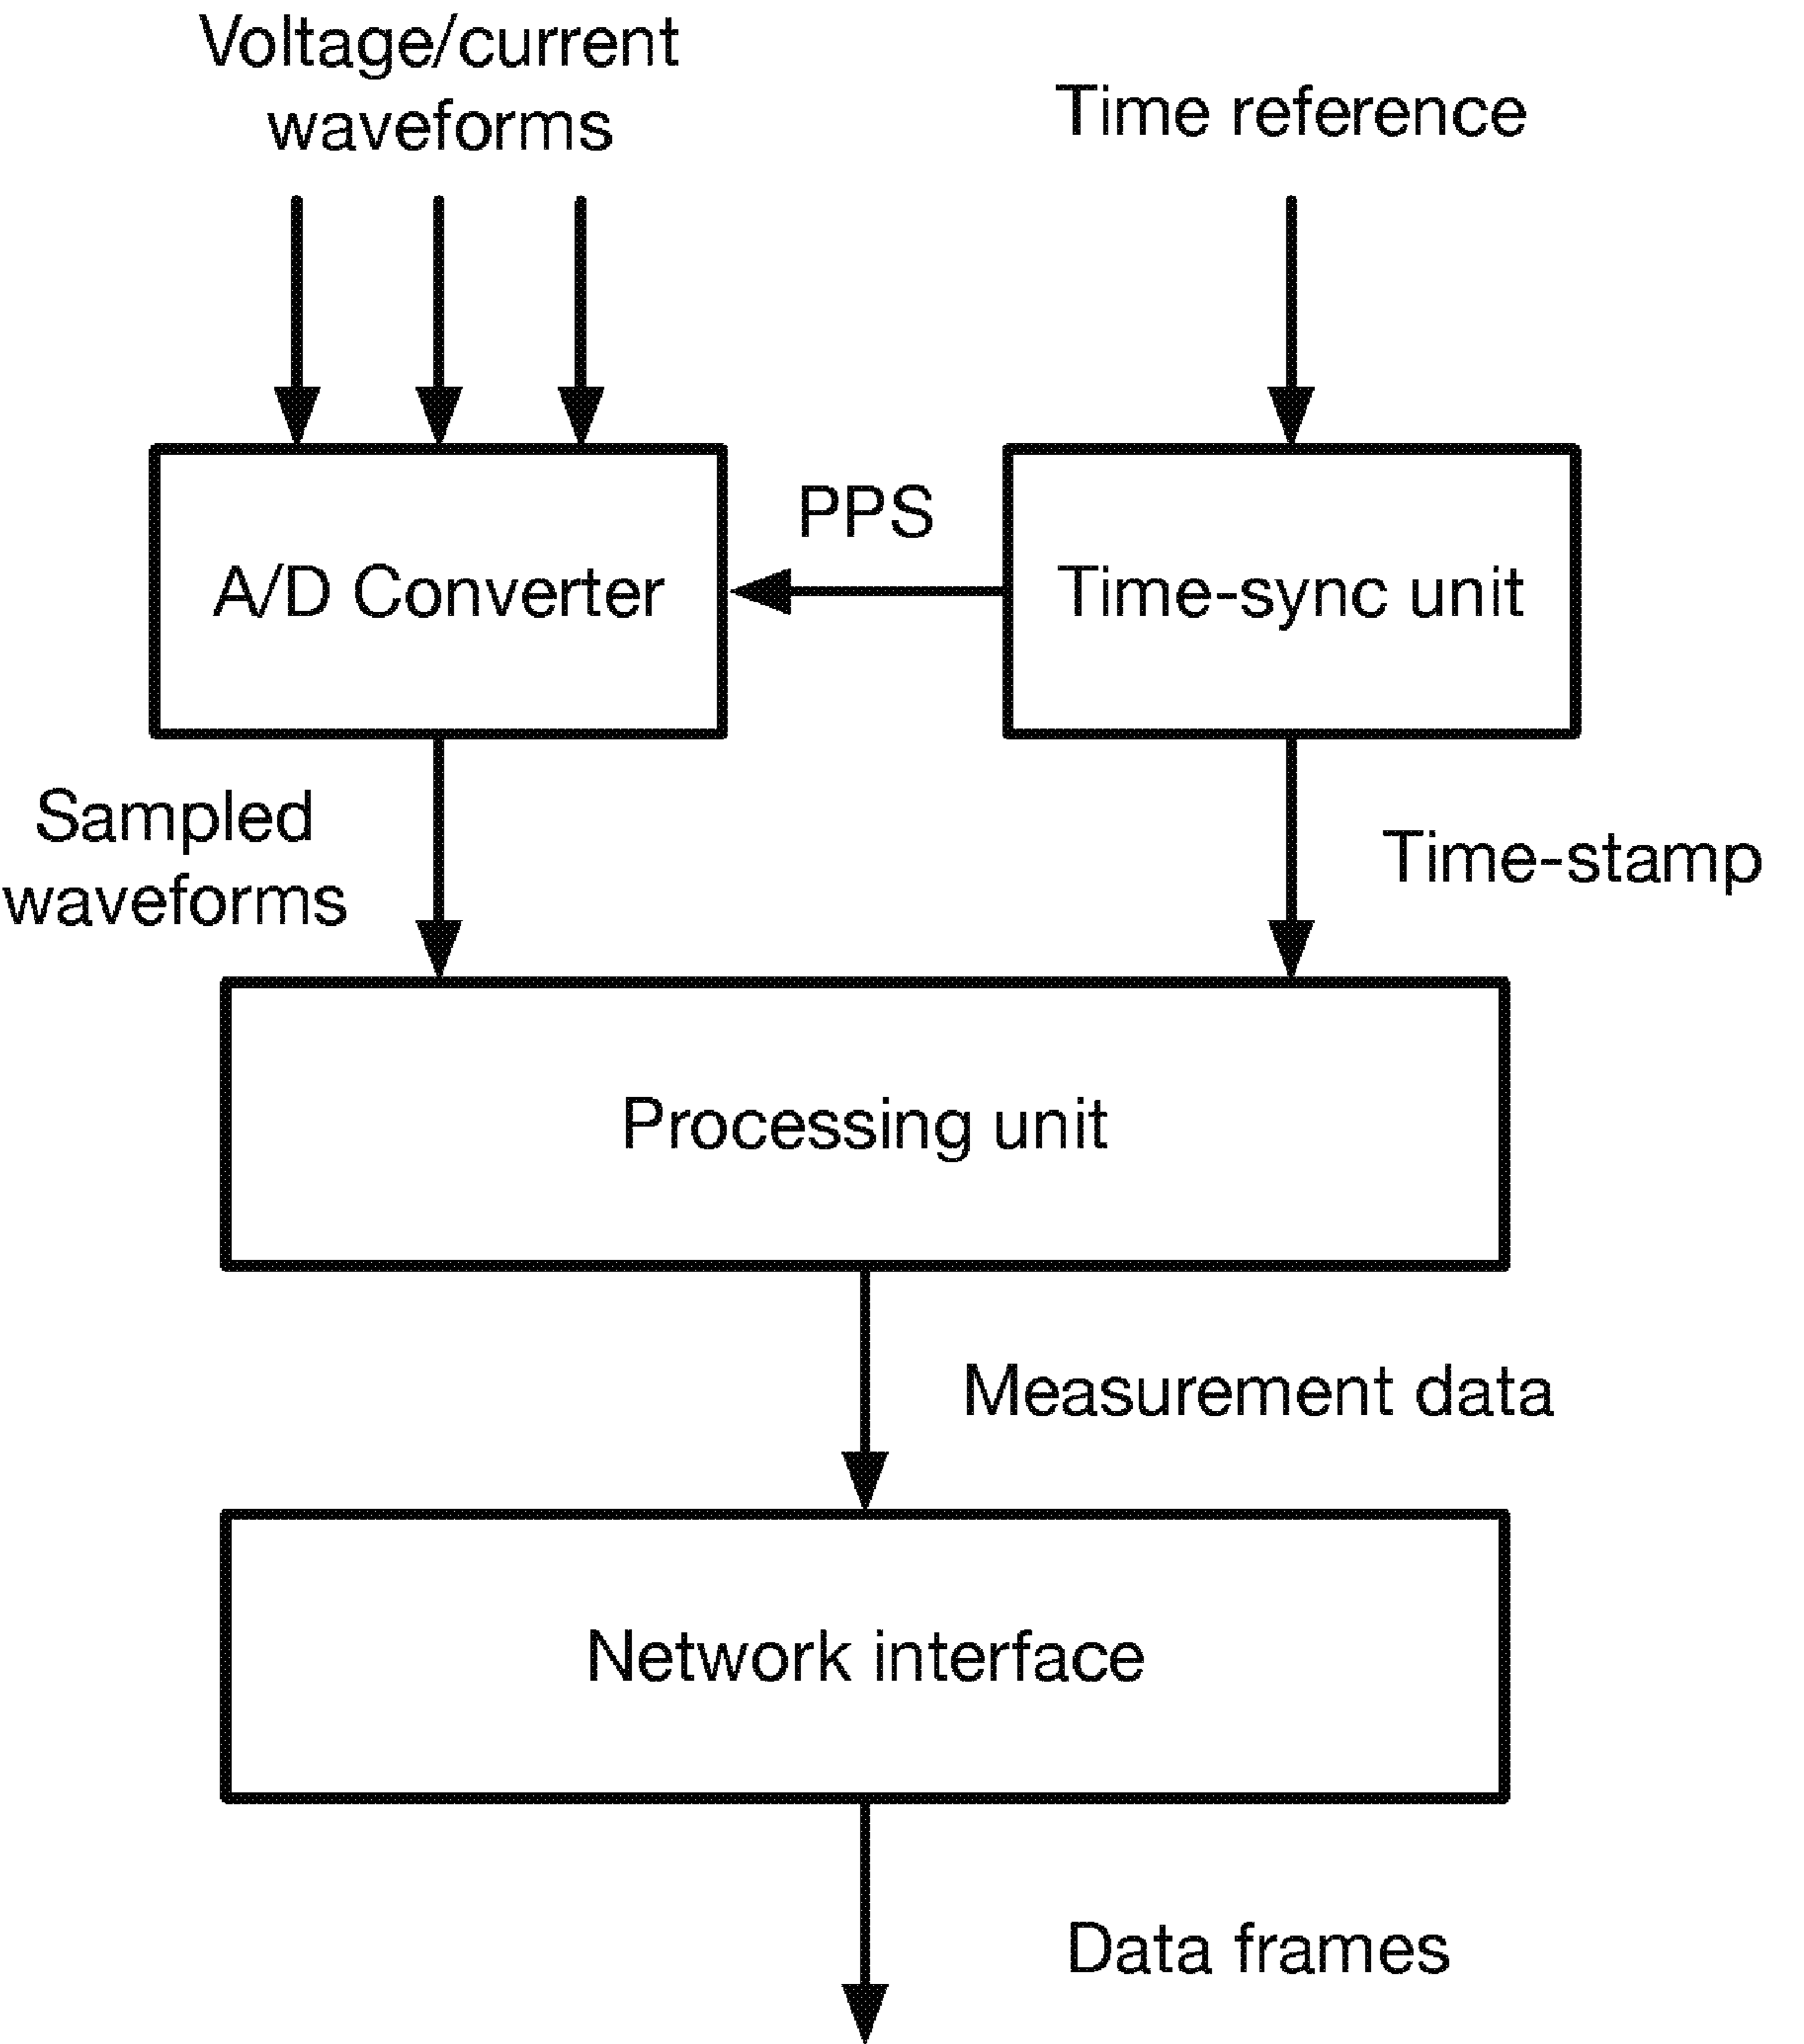 Voltage/current
waveforms
Time reference
PPS
A/D Converter
Time-sync unit
Sampled
waveforms
Time-stamp
Processing unit
Measurement data
Network interface
Data frames